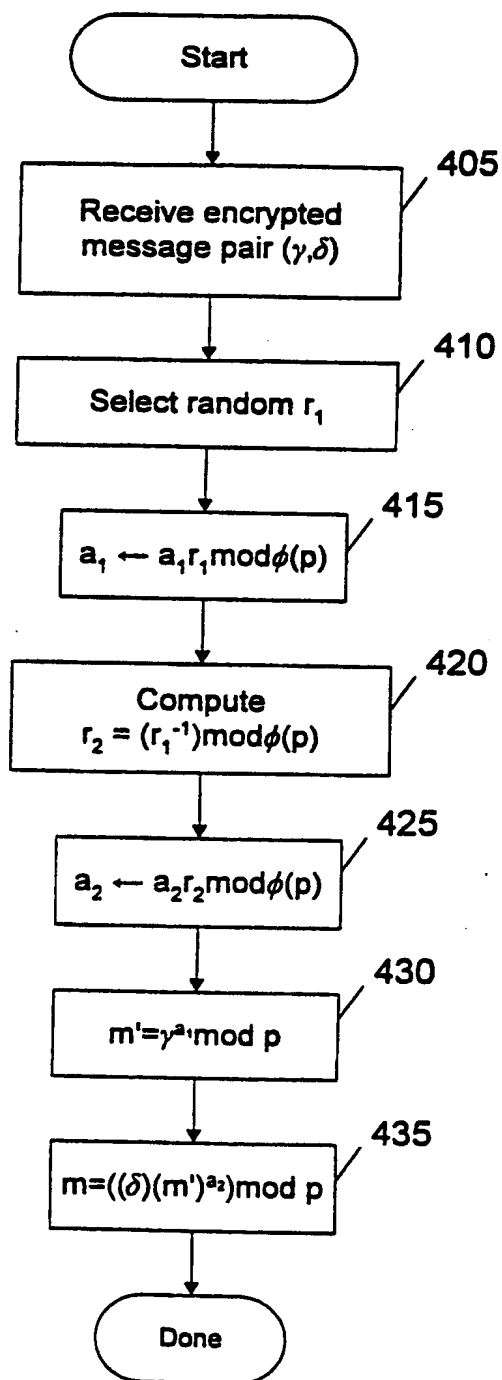 Start
405
Receive encrypted
message pair (γ,δ)
410
Select random r₁
415
a₁ ← a₁r₁modϕ(p)
420
Compute
r₂ = (r₁⁻¹)modϕ(p)
425
a₂ ← a₂r₂modϕ(p)
430
m'=γ^a₁mod p
435
m=((δ)(m')^a₂)mod p
Done